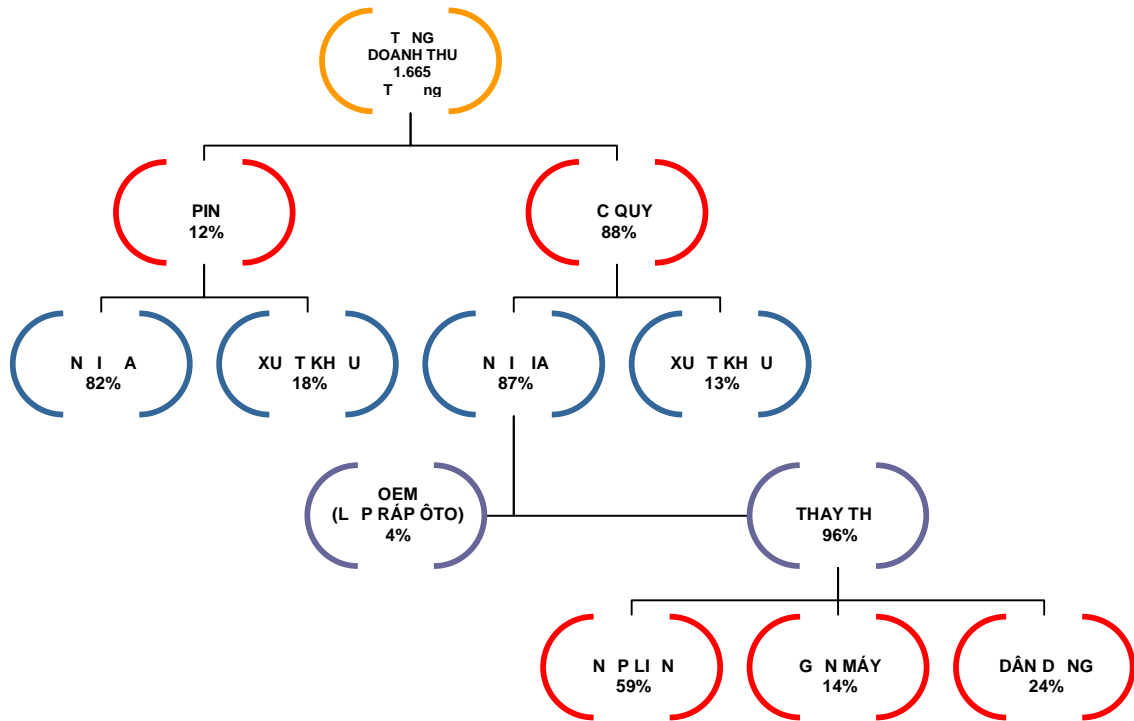 T NG
DOANH THU
1.665
T ng
PIN
12%
C QUY
88%
N I A
82%
XU T KH U
18%
N I IA
87%
XU T KH U
13%
OEM
(L P RÁP ÔTO)
4%
THAY TH
96%
N P LI N
59%
G N MÁY
14%
DÂN D NG
24%